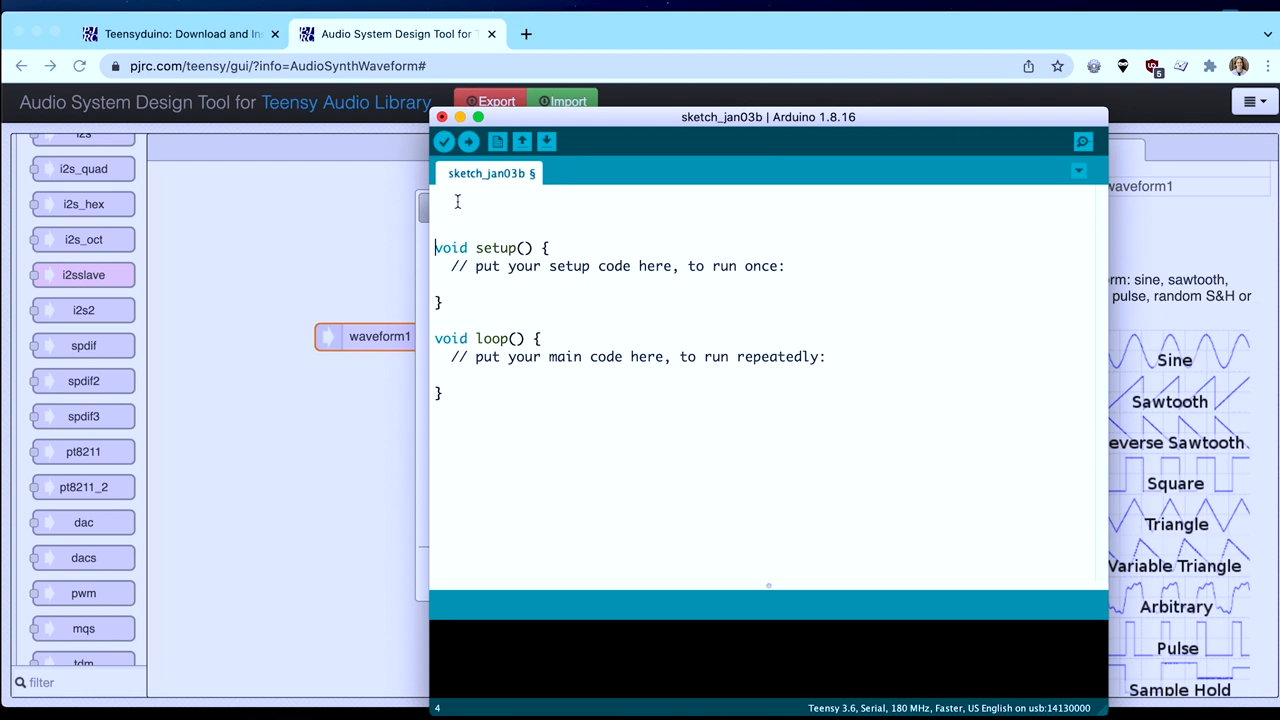 Teensyduino: Download and In
Audio System Design Tool for T
pjrc.com/teensy/gui/?info=AudioSynthWaveform#
5
Audio System Design Tool for Teensy Audio Library
Export
Import
sketch_jan03b | Arduino 1.8.16
sketch_jan03b §
void setup() {
// put your setup code here, to run once:
}
void loop() {
// put your main code here, to run repeatedly:
}
4
Teensy 3.6, Serial, 180 MHz, Faster, US English on usb:14130000
i2s
i2s_quad
i2s_hex
i2s_oct
i2sslave
i2s2
spdif
spdif2
spdif3
pt8211
pt8211_2
dac
dacs
pwm
mqs
tdm
filter
waveform1
waveform1
rm: sine, sawtooth,
pulse, random S&H or
Sine
Sawtooth
everse Sawtooth
Square
Triangle
Variable Triangle
Arbitrary
Pulse
Sample Hold